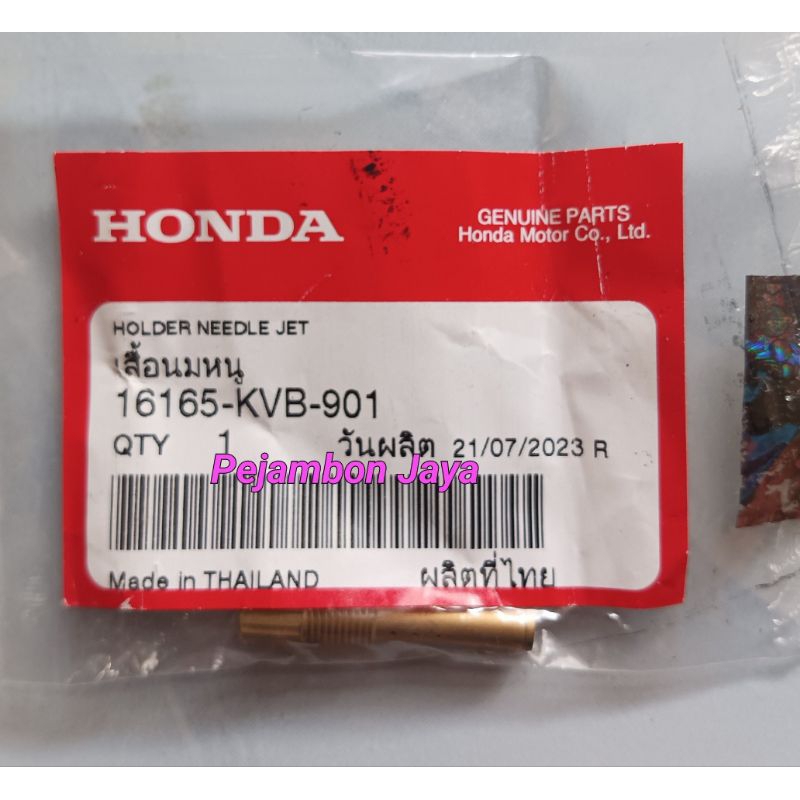 HONDA
GENUINE PARTS
Honda Motor Co., Ltd.
HOLDER NEEDLE JET
เสื้อนมหนู
16165-KVB-901
QTY 1 วันผลิต 21/07/2023 R
Pejambon Jaya
Made in THAILAND ผลิตที่ไทย